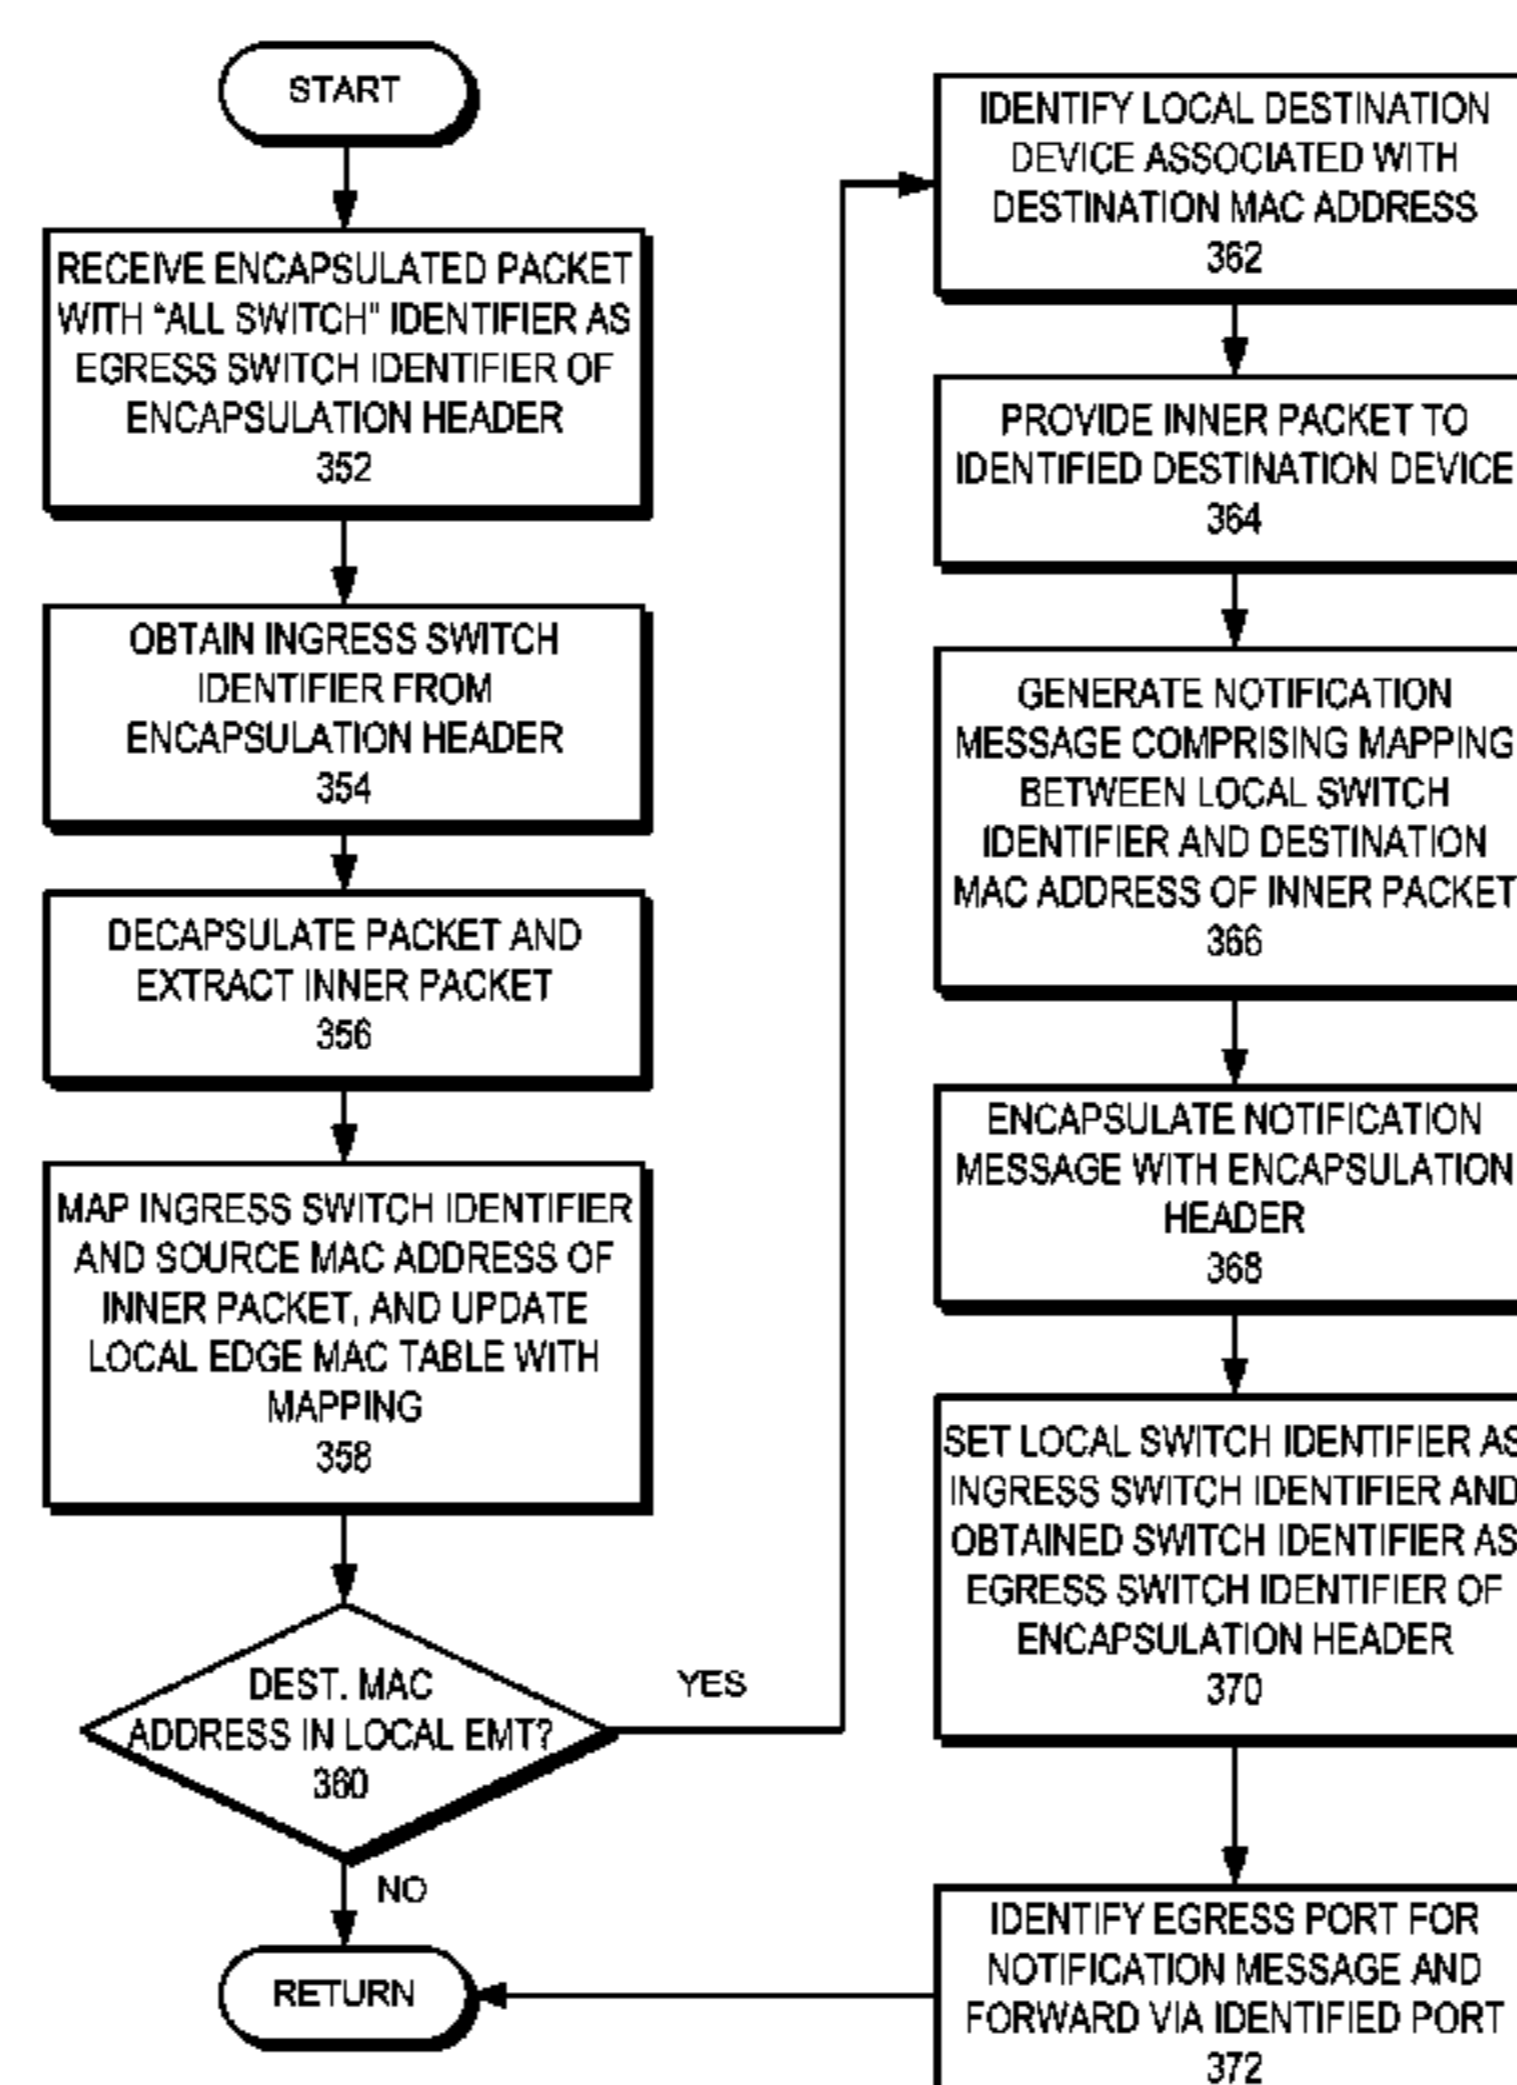 START
RECEIVE ENCAPSULATED PACKET
WITH "ALL SWITCH" IDENTIFIER AS
EGRESS SWITCH IDENTIFIER OF
ENCAPSULATION HEADER
352
OBTAIN INGRESS SWITCH
IDENTIFIER FROM
ENCAPSULATION HEADER
354
DECAPSULATE PACKET AND
EXTRACT INNER PACKET
356
MAP INGRESS SWITCH IDENTIFIER
AND SOURCE MAC ADDRESS OF
INNER PACKET, AND UPDATE
LOCAL EDGE MAC TABLE WITH
MAPPING
358
DEST. MAC
ADDRESS IN LOCAL EMT?
360
YES
NO
RETURN
IDENTIFY LOCAL DESTINATION
DEVICE ASSOCIATED WITH
DESTINATION MAC ADDRESS
362
PROVIDE INNER PACKET TO
IDENTIFIED DESTINATION DEVICE
364
GENERATE NOTIFICATION
MESSAGE COMPRISING MAPPING
BETWEEN LOCAL SWITCH
IDENTIFIER AND DESTINATION
MAC ADDRESS OF INNER PACKET
366
ENCAPSULATE NOTIFICATION
MESSAGE WITH ENCAPSULATION
HEADER
368
SET LOCAL SWITCH IDENTIFIER AS
INGRESS SWITCH IDENTIFIER AND
OBTAINED SWITCH IDENTIFIER AS
EGRESS SWITCH IDENTIFIER OF
ENCAPSULATION HEADER
370
IDENTIFY EGRESS PORT FOR
NOTIFICATION MESSAGE AND
FORWARD VIA IDENTIFIED PORT
372